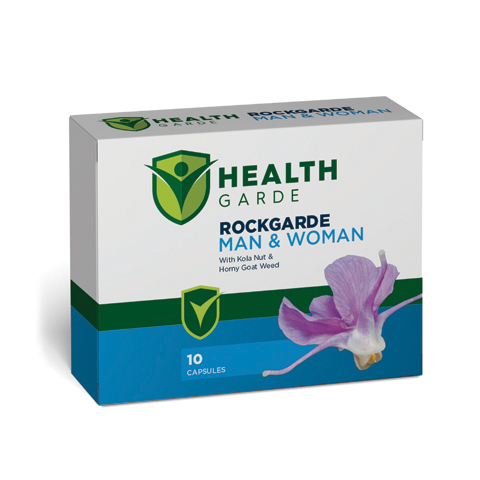 HEALTH
GARDE
ROCKGARDE
MAN & WOMAN
HEALTH
GARDE
ROCKGARDE
MAN & WOMAN
With Kola Nut &
Horny Goat Weed
10
CAPSULES